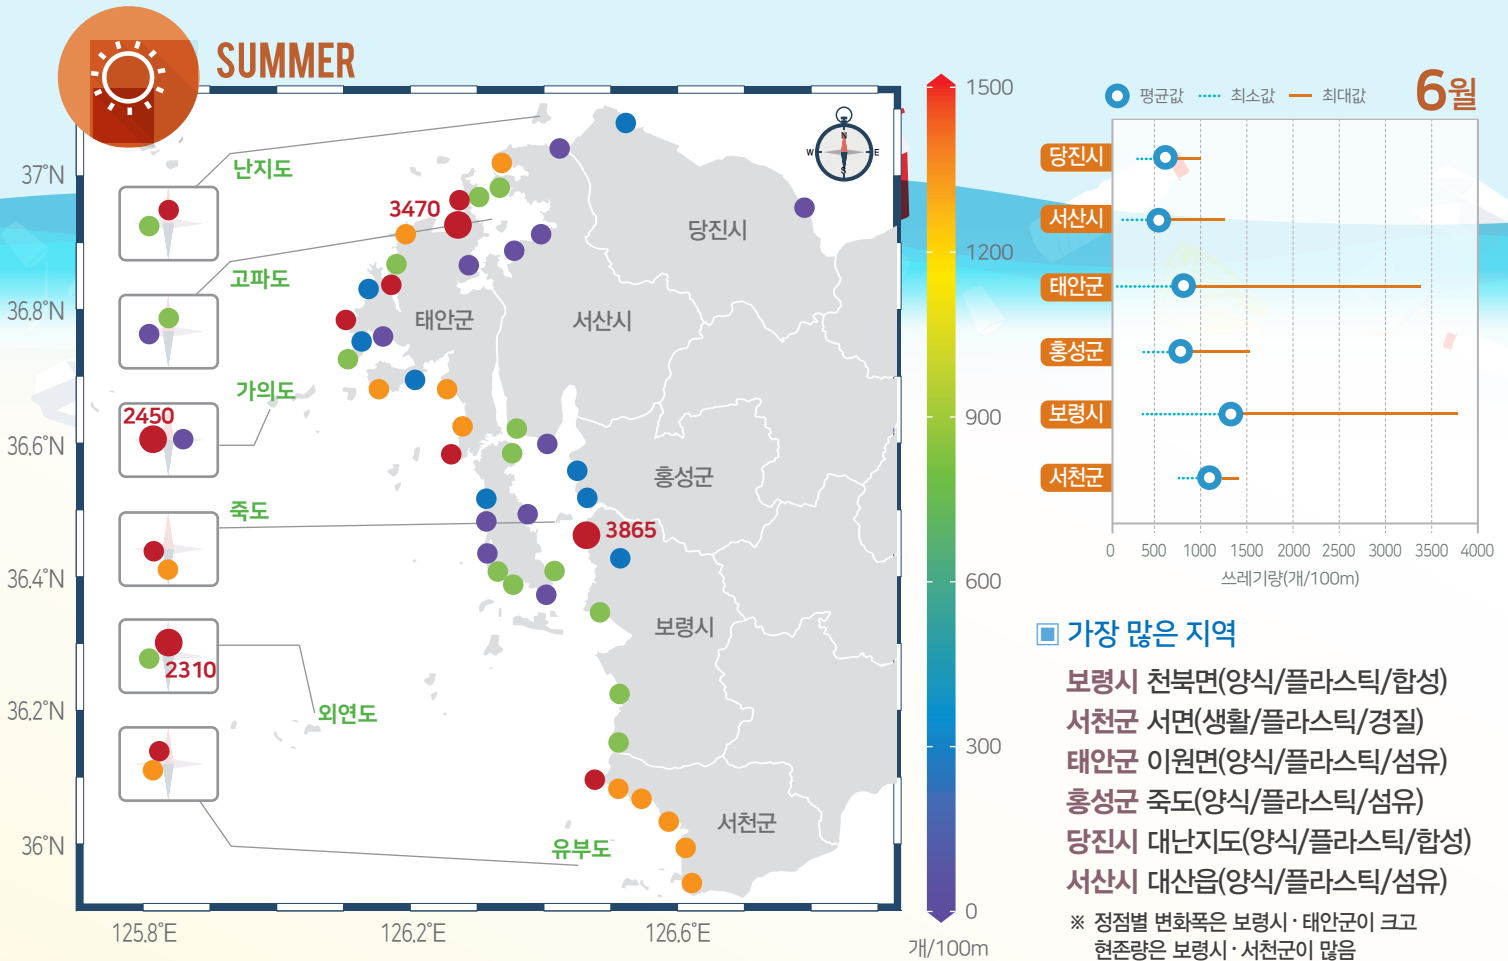 SUMMER
37°N
36.8°N
36.6°N
36.4°N
36.2°N
36°N
125.8°E
126.2°E
126.6°E
난지도
고파도
가의도
2450
죽도
2310
외연도
유부도
3470
3865
당진시
태안군
서산시
홍성군
보령시
서천군
N
W
E
S
1500
1200
900
600
300
0
개/100m
평균값
최소값
최대값
6월
당진시
서산시
태안군
홍성군
보령시
서천군
0 500 1000 1500 2000 2500 3000 3500 4000
쓰레기량(개/100m)
가장 많은 지역
보령시 천북면(양식/플라스틱/합성)
서천군 서면(생활/플라스틱/경질)
태안군 이원면(양식/플라스틱/섬유)
홍성군 죽도(양식/플라스틱/섬유)
당진시 대난지도(양식/플라스틱/합성)
서산시 대산읍(양식/플라스틱/섬유)
※ 정점별 변화폭은 보령시·태안군이 크고
현존량은 보령시·서천군이 많음